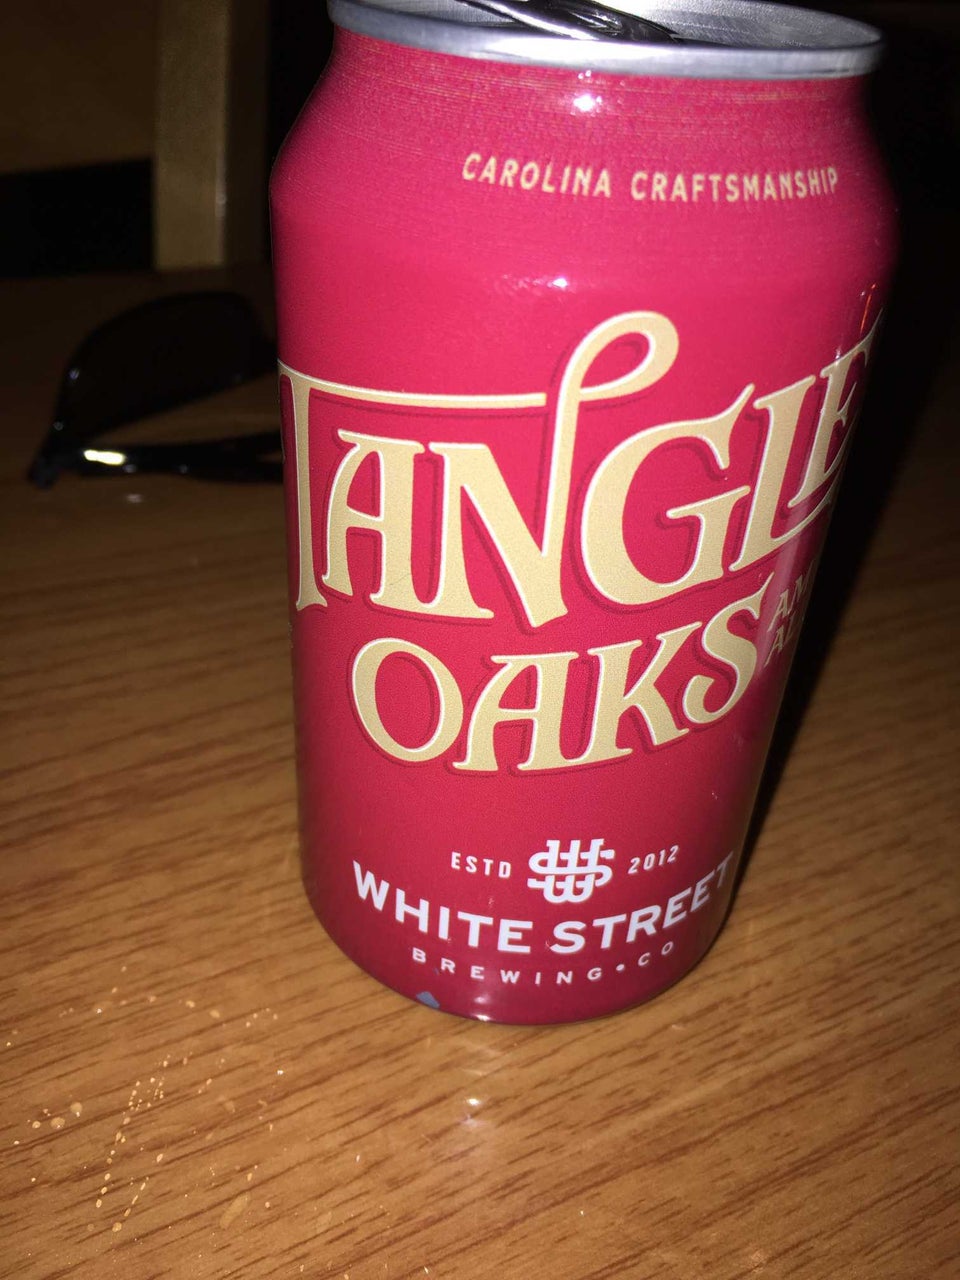 CAROLINA CRAFTSMANSHIP
TANGLE
OAKS
ESTD 2012
WHITE STREET
BREWING • CO